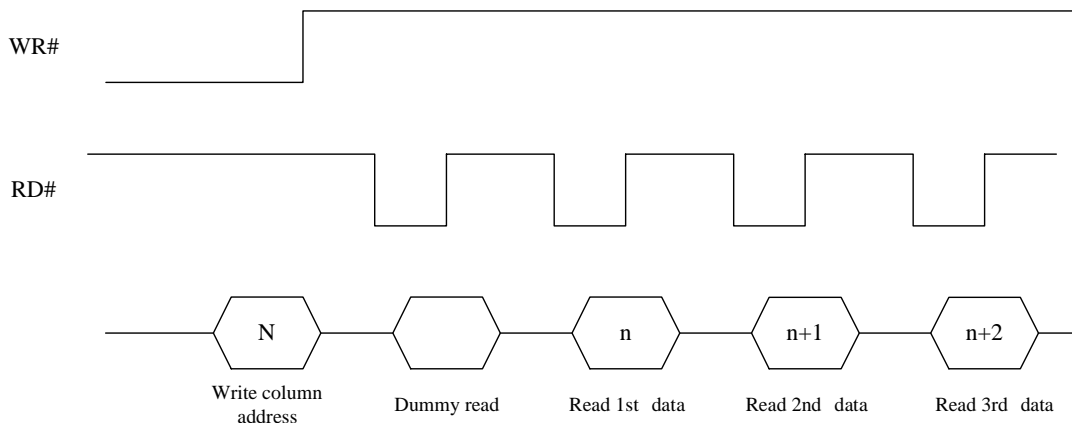 WR#
RD#
N
n
n+1
n+2
Write column
address
Dummy read
Read 1st data
Read 2nd data
Read 3rd data